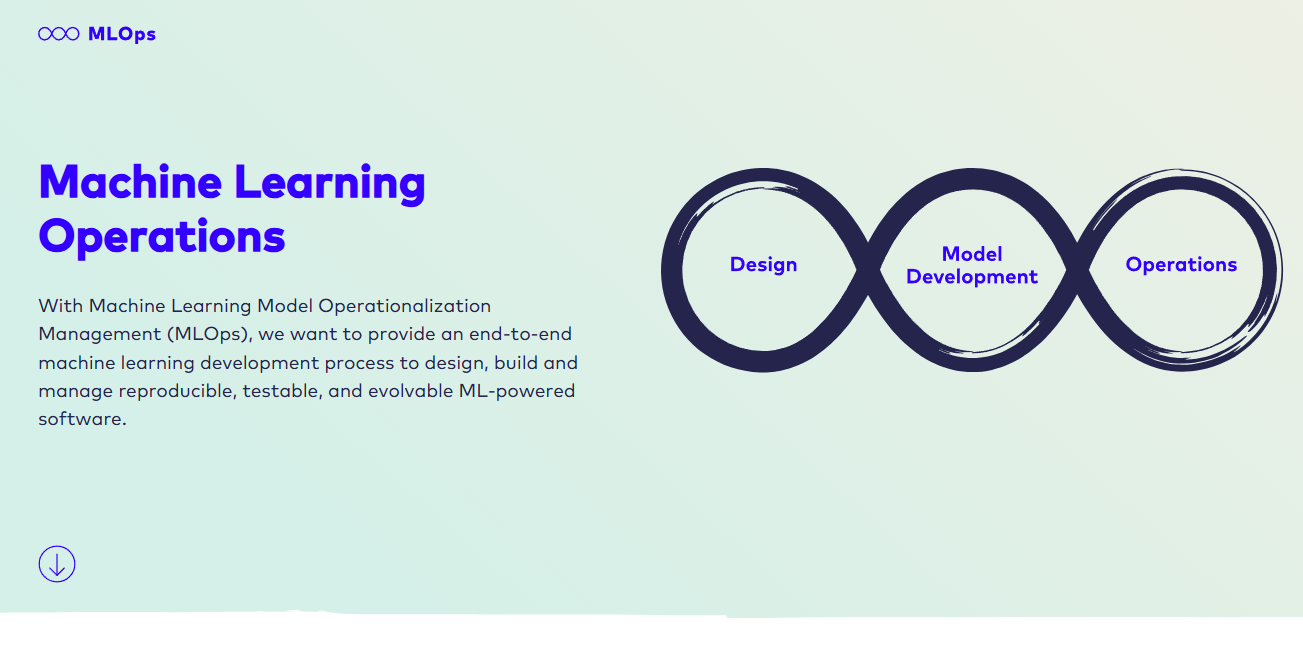 MLOps
Machine Learning
Operations
With Machine Learning Model Operationalization
Management (MLOps), we want to provide an end-to-end
machine learning development process to design, build and
manage reproducible, testable, and evolvable ML-powered
software.
Design
Model
Development
Operations